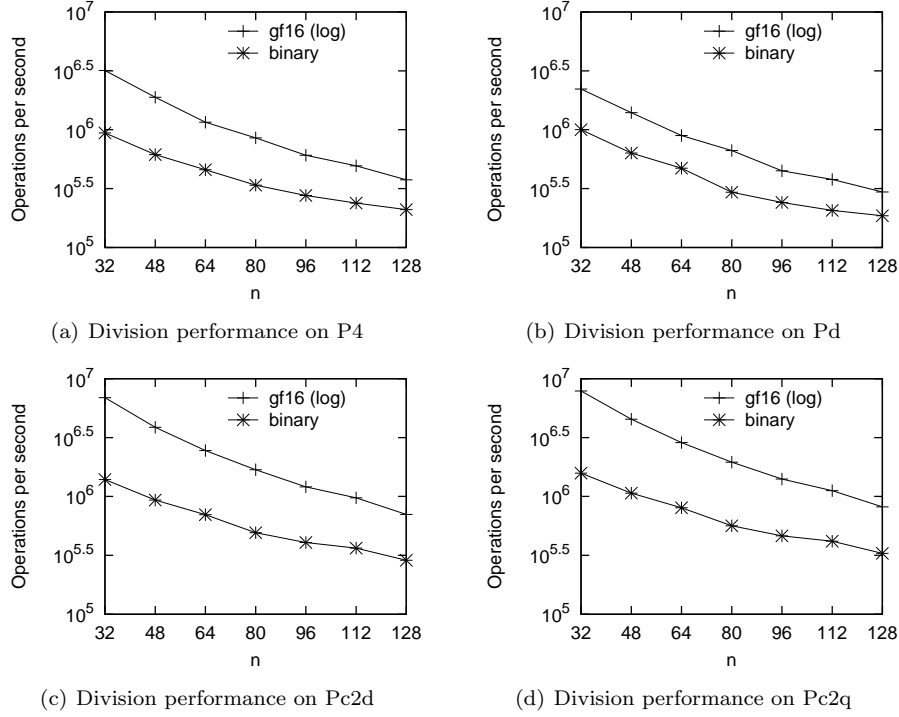 10^7
10^6.5
10^6
10^5.5
10^5
Operations per second
gf16 (log)
binary
32 48 64 80 96 112 128
n
(a) Division performance on P4
10^7
10^6.5
10^6
10^5.5
10^5
Operations per second
gf16 (log)
binary
32 48 64 80 96 112 128
n
(b) Division performance on Pd
10^7
10^6.5
10^6
10^5.5
10^5
Operations per second
gf16 (log)
binary
32 48 64 80 96 112 128
n
(c) Division performance on Pc2d
10^7
10^6.5
10^6
10^5.5
10^5
Operations per second
gf16 (log)
binary
32 48 64 80 96 112 128
n
(d) Division performance on Pc2q